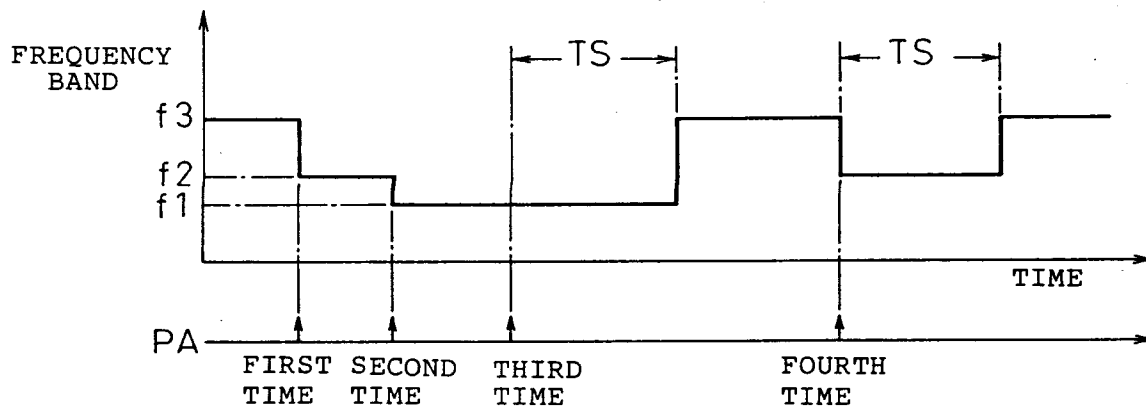 TS
TS
FREQUENCY
BAND
f3
f2
f1
TIME
PA
FIRST
TIME
SECOND
TIME
THIRD
TIME
FOURTH
TIME